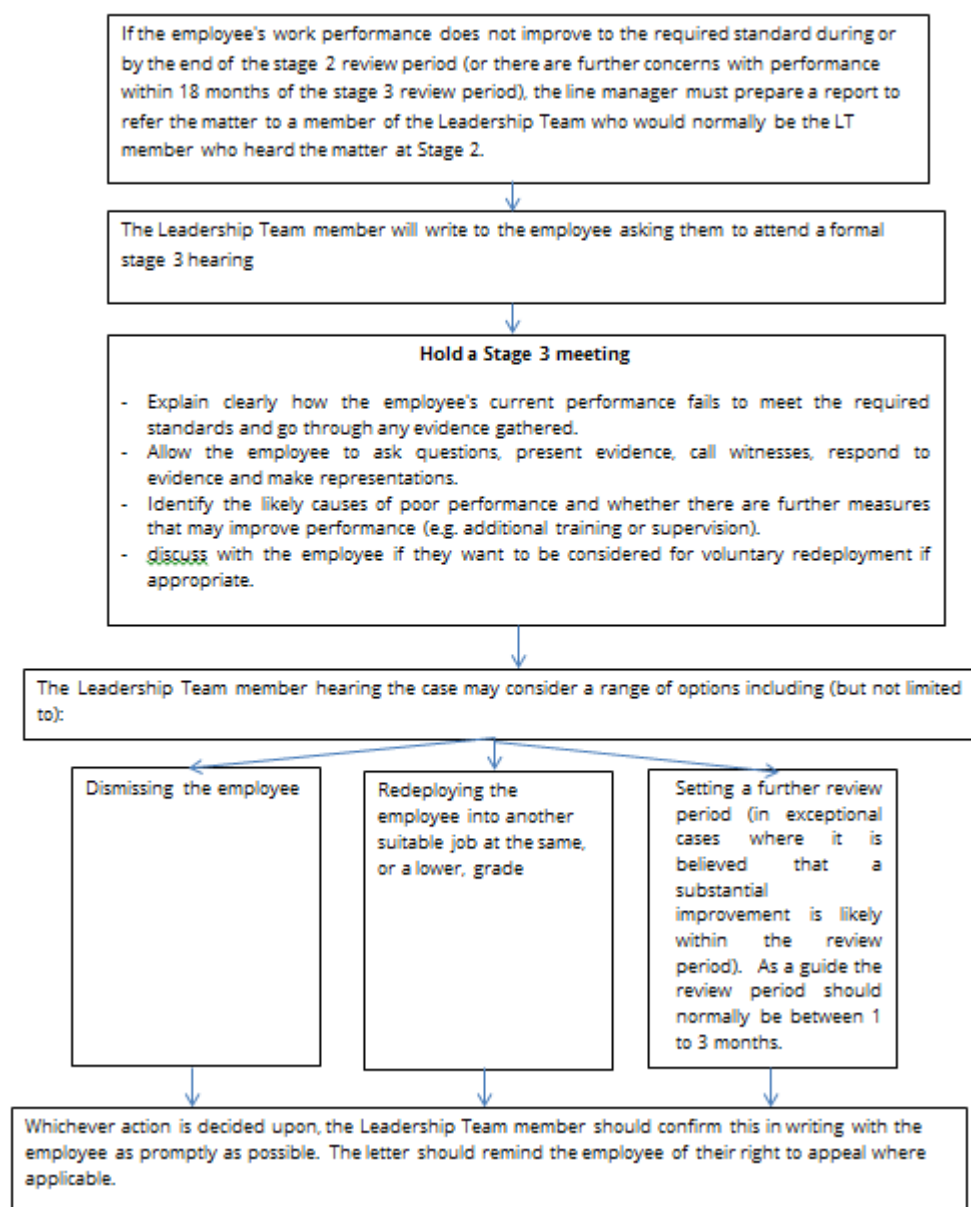 If the employee's work performance does not improve to the required standard during or
by the end of the stage 2 review period (or there are further concerns with performance
within 18 months of the stage 3 review period), the line manager must prepare a report to
refer the matter to a member of the Leadership Team who would normally be the LT
member who heard the matter at Stage 2.
The Leadership Team member will write to the employee asking them to attend a formal
stage 3 hearing
Hold a Stage 3 meeting
- Explain clearly how the employee's current performance fails to meet the required
standards and go through any evidence gathered.
- Allow the employee to ask questions, present evidence, call witnesses, respond to
evidence and make representations.
- Identify the likely causes of poor performance and whether there are further measures
that may improve performance (e.g. additional training or supervision).
- discuss with the employee if they want to be considered for voluntary redeployment if
appropriate.
The Leadership Team member hearing the case may consider a range of options including (but not limited
to):
Dismissing the employee
Redeploying the
employee into another
suitable job at the same,
or a lower, grade
Setting a further review
period (in exceptional
cases where it is
believed that a
substantial
improvement is likely
within the review
period). As a guide the
review period should
normally be between 1
to 3 months.
Whichever action is decided upon, the Leadership Team member should confirm this in writing with the
employee as promptly as possible. The letter should remind the employee of their right to appeal where
applicable.